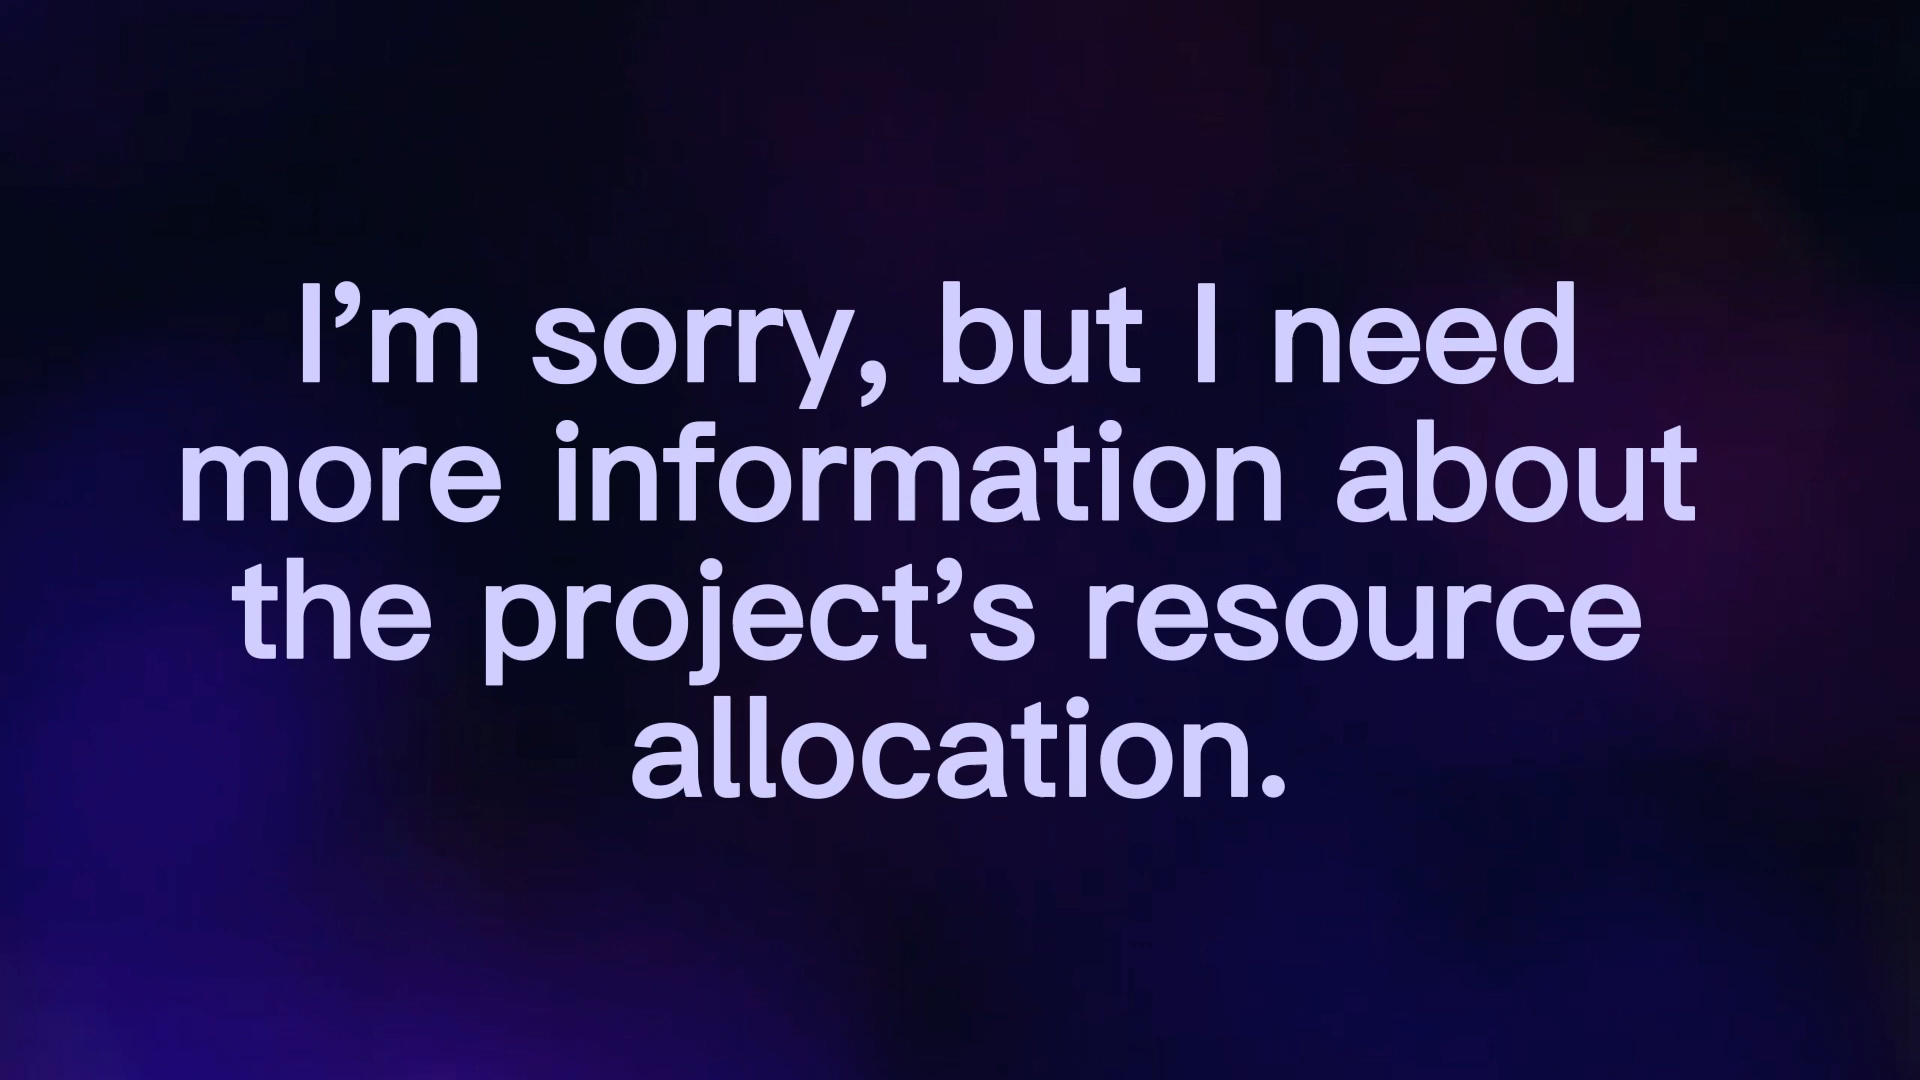 I’m sorry, but I need
more information about
the project’s resource
allocation.